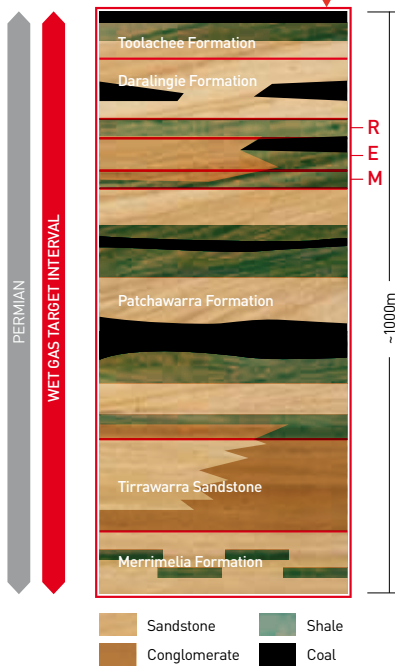 Toolachee Formation
Daralingie Formation
R
E
M
PERMIAN
WET GAS TARGET INTERVAL
Patchawarra Formation
~1000m
Tirrawarra Sandstone
Merrimelia Formation
Sandstone
Shale
Conglomerate
Coal